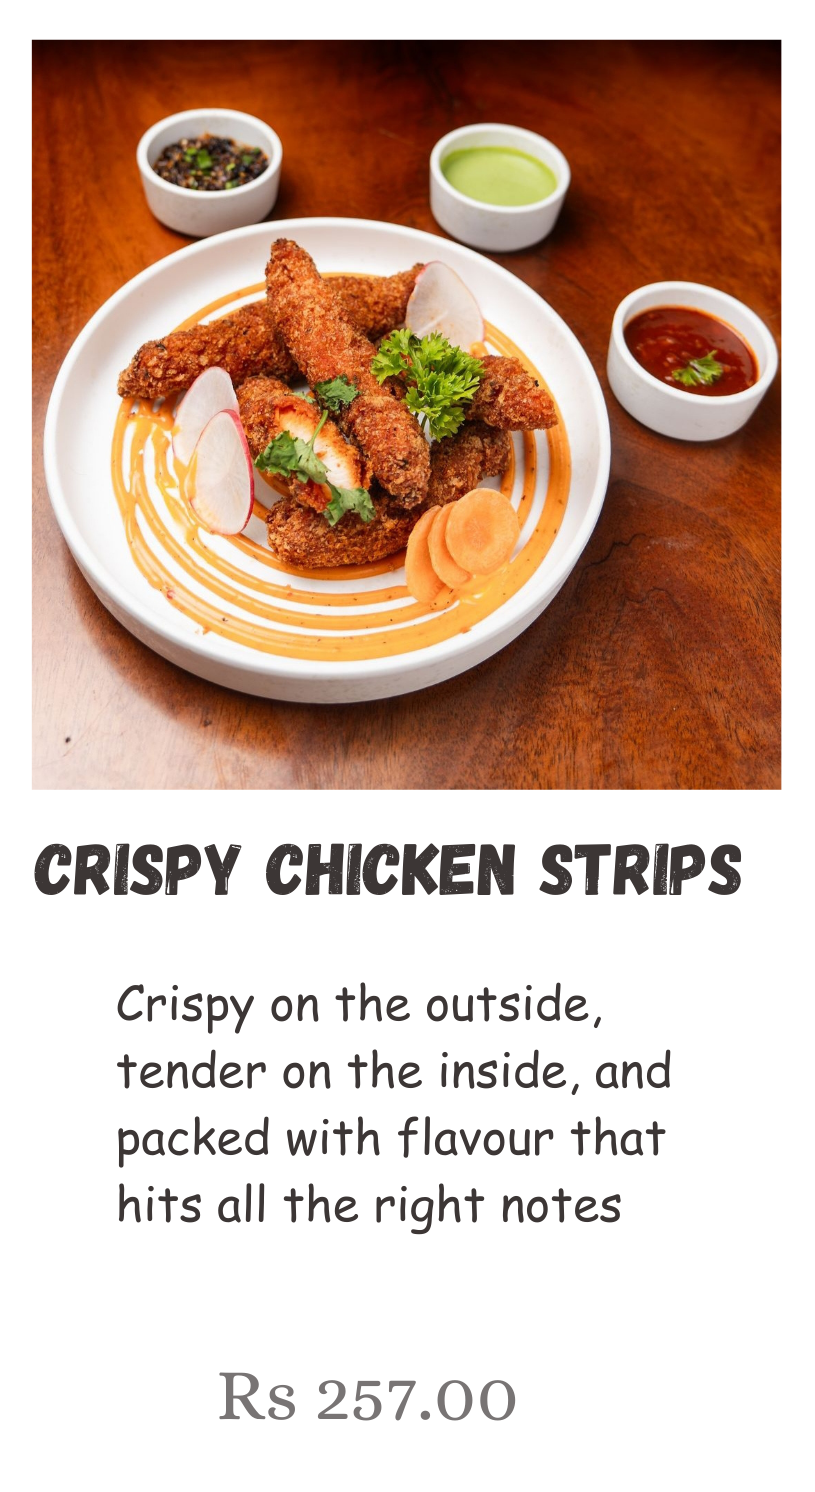 CRISPY CHICKEN STRIPS
Crispy on the outside,
tender on the inside, and
packed with flavour that
hits all the right notes
Rs 257.00